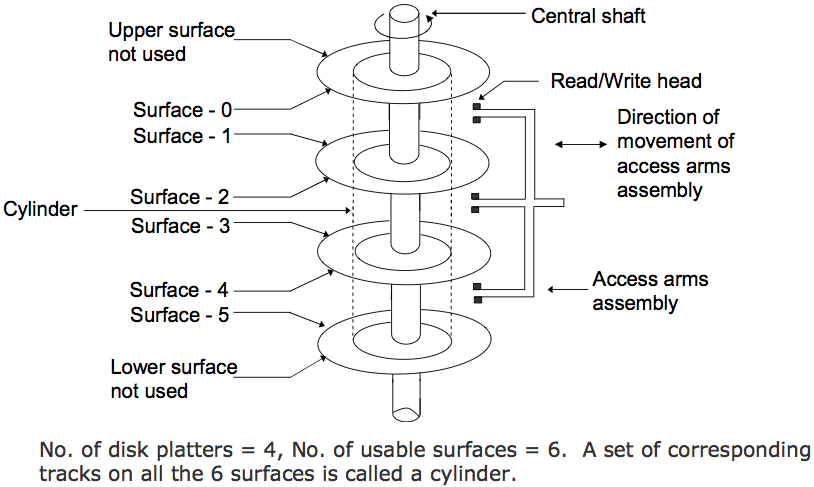 Central shaft
Upper surface
not used
Read/Write head
Surface - 0
Surface - 1
Direction of
movement of
access arms
assembly
Surface - 2
Cylinder
Surface - 3
Access arms
assembly
Surface - 4
Surface - 5
Lower surface
not used
No. of disk platters = 4, No. of usable surfaces = 6.  A set of corresponding
tracks on all the 6 surfaces is called a cylinder.